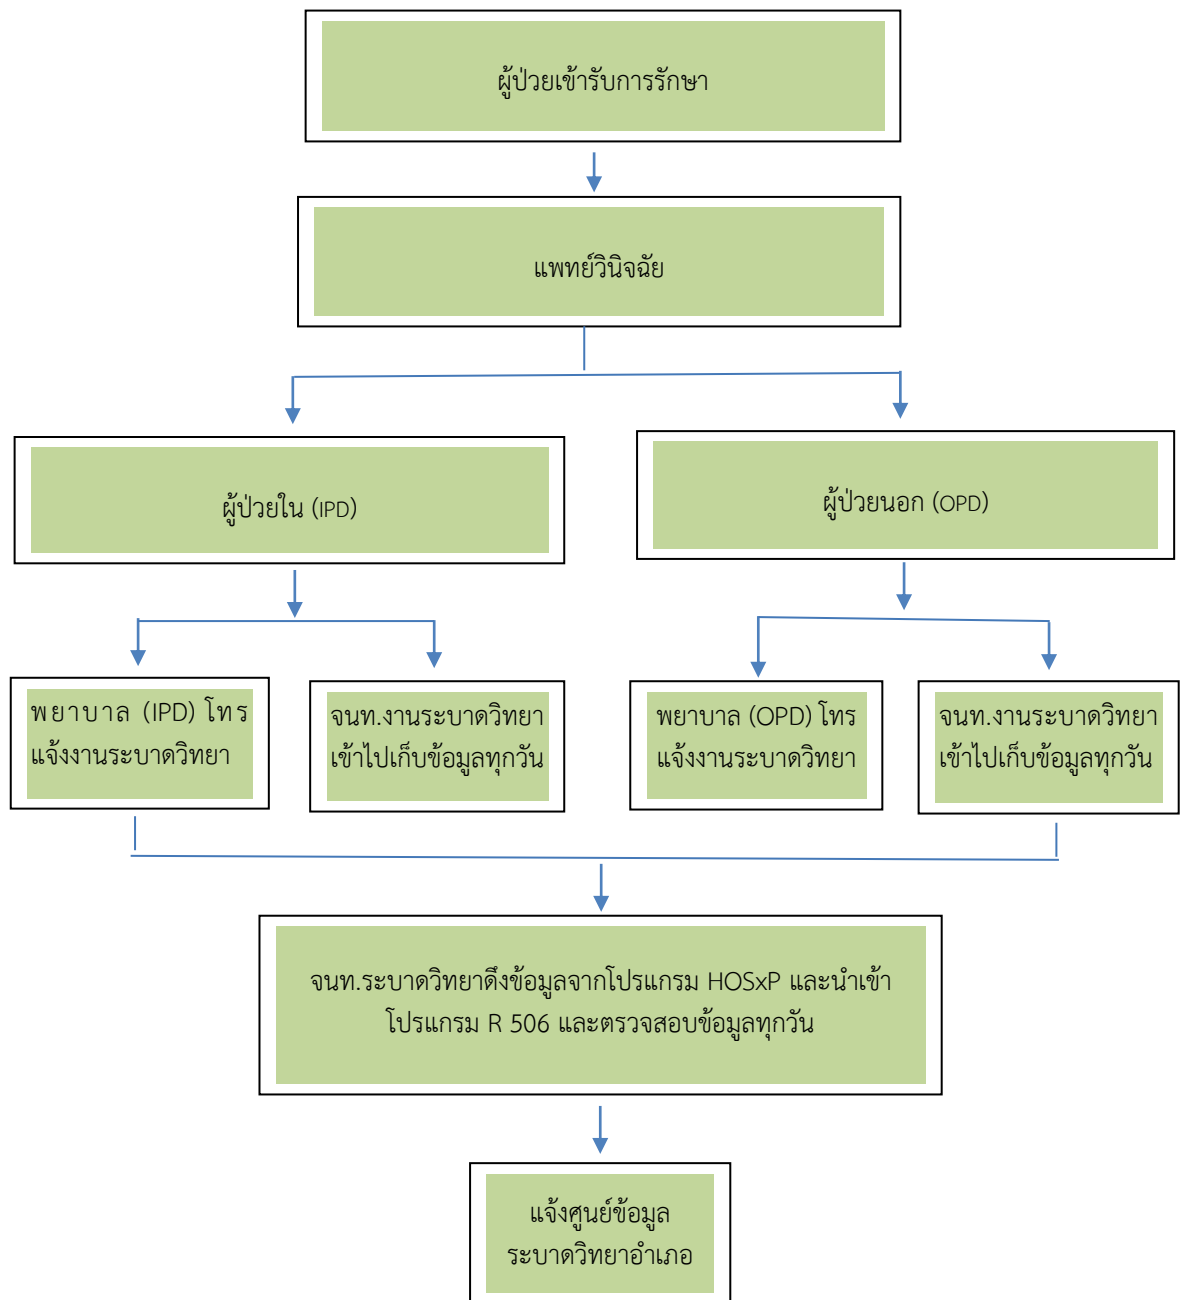 ผู้ป่วยเข้ารับการรักษา
แพทย์วินิจฉัย
ผู้ป่วยใน (IPD)
ผู้ป่วยนอก (OPD)
พยาบาล (IPD) โทร
แจ้งงานระบาดวิทยา
จนท.งานระบาดวิทยา
เข้าไปเก็บข้อมูลทุกวัน
พยาบาล (OPD) โทร
แจ้งงานระบาดวิทยา
จนท.งานระบาดวิทยา
เข้าไปเก็บข้อมูลทุกวัน
จนท.ระบาดวิทยาดึงข้อมูลจากโปรแกรม HOSxP และนำเข้า
โปรแกรม R 506 และตรวจสอบข้อมูลทุกวัน
แจ้งศูนย์ข้อมูล
ระบาดวิทยาอำเภอ